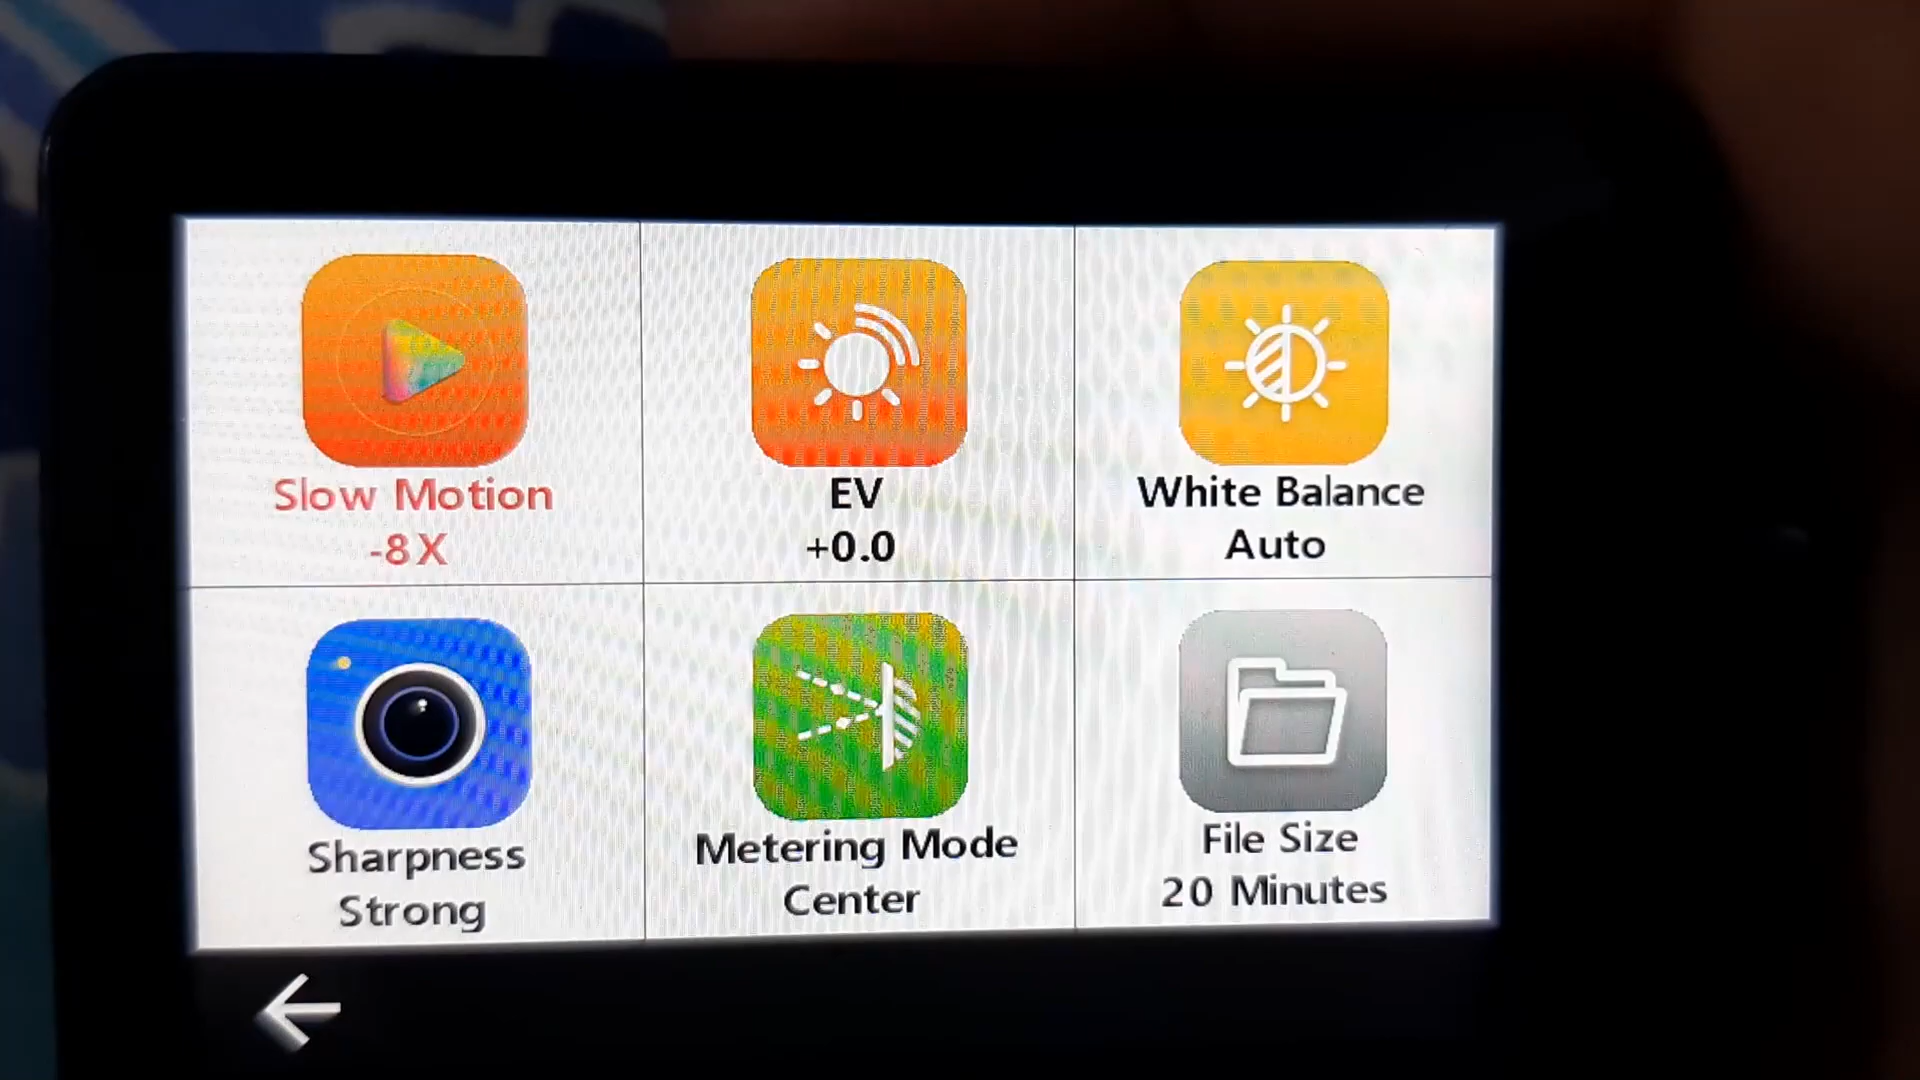 Slow Motion
-8X
EV
+0.0
White Balance
Auto
Sharpness
Strong
Metering Mode
Center
File Size
20 Minutes